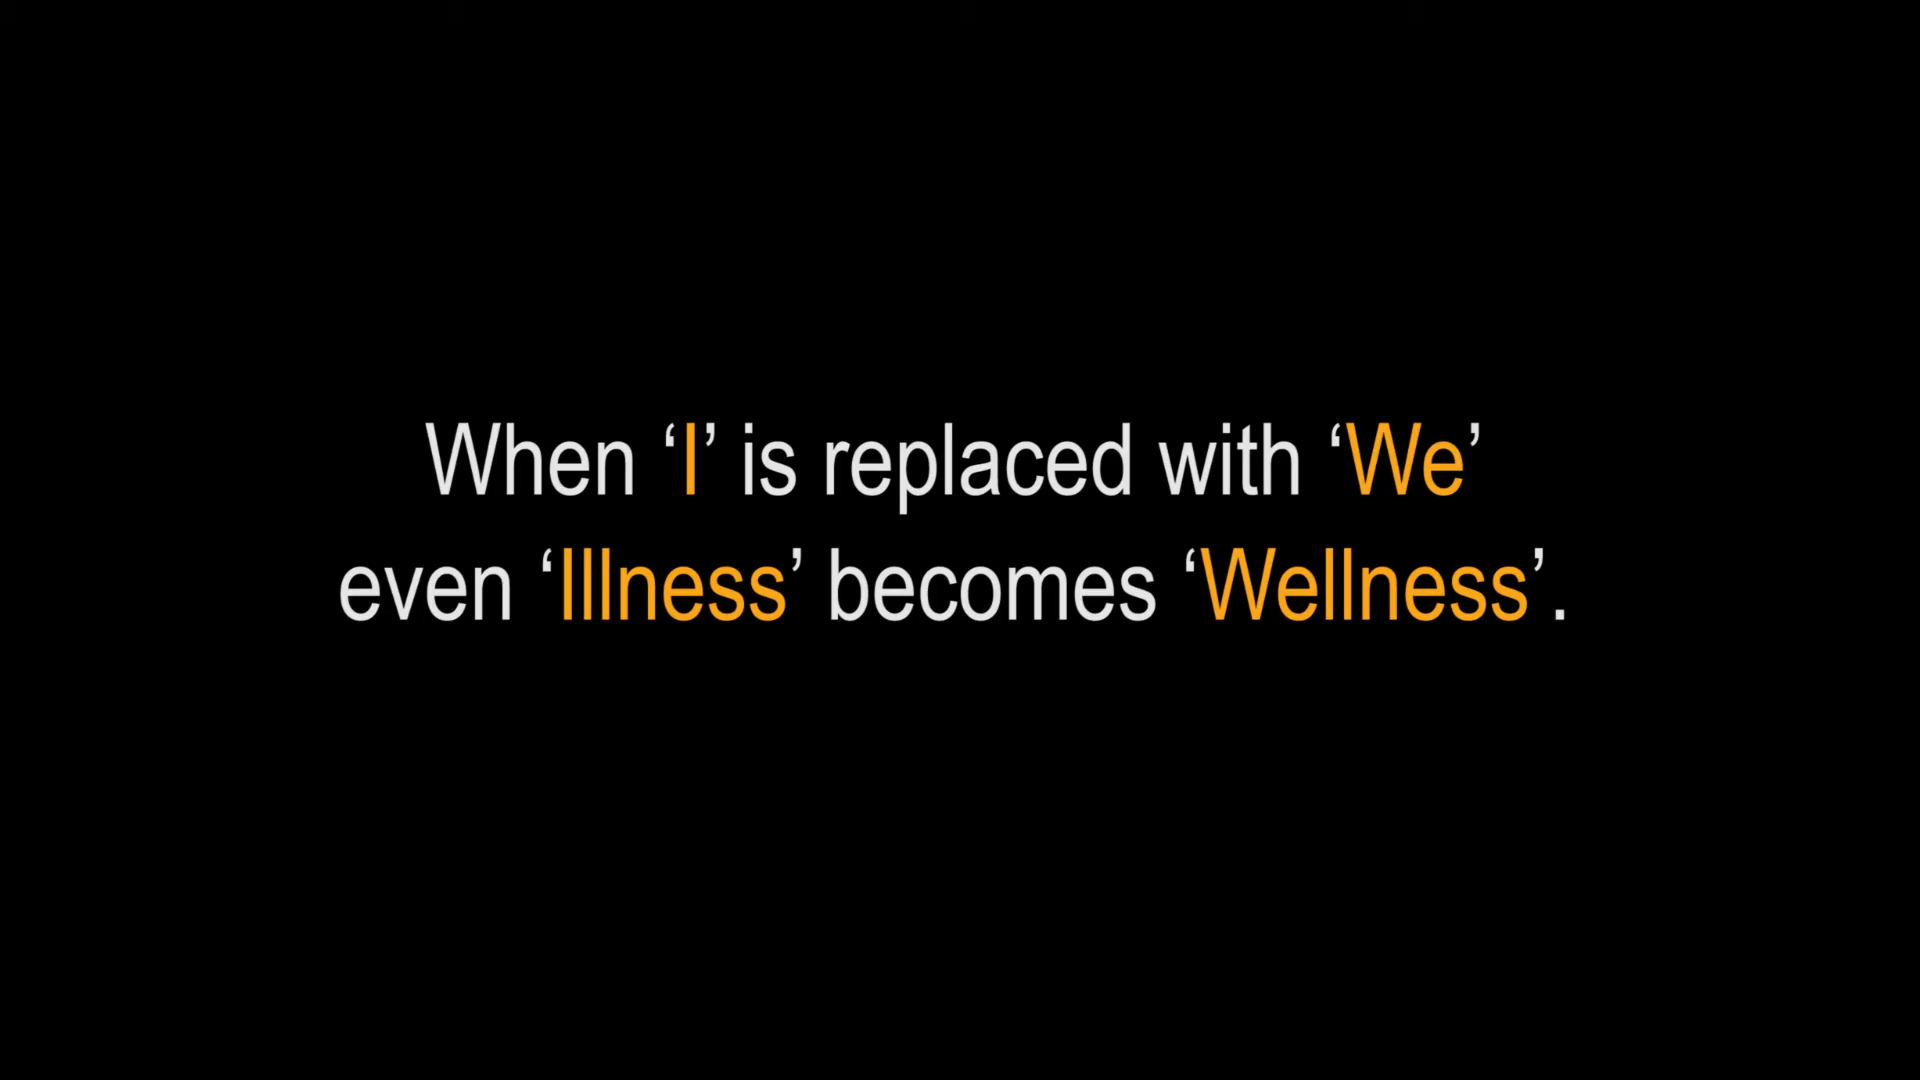 When ‘I’ is replaced with ‘We’
even ‘Illness’ becomes ‘Wellness’.